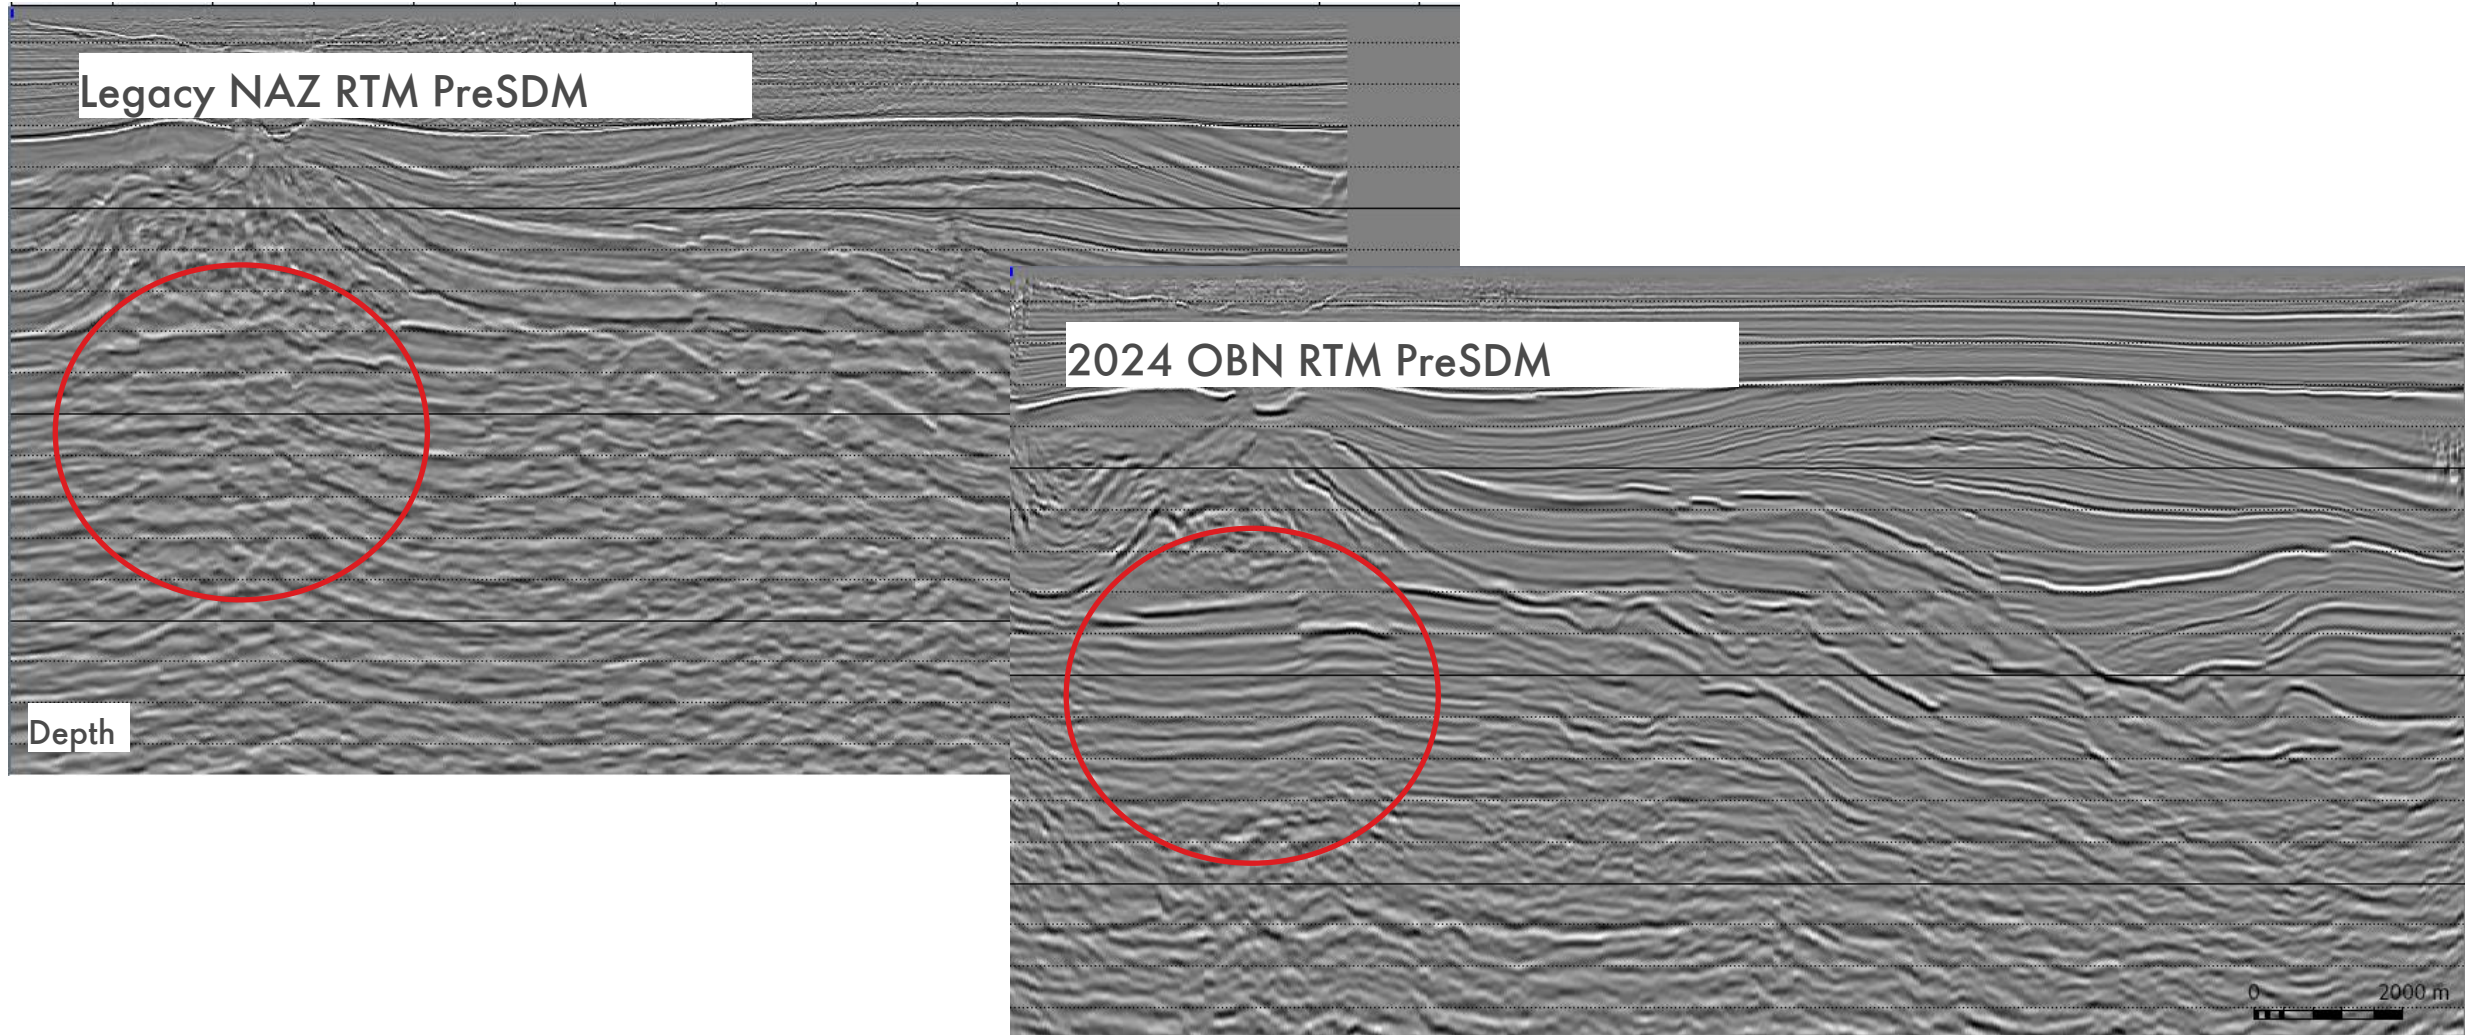 Legacy NAZ RTM PreSDM
2024 OBN RTM PreSDM
Depth
0 2000 m